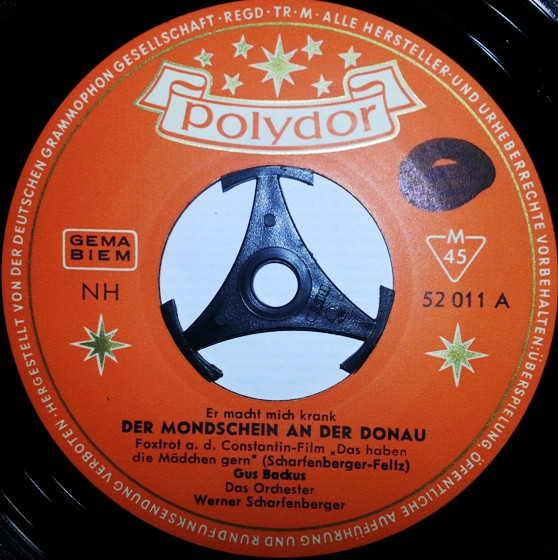 HERGESTELLT VON DER DEUTSCHEN GRAMMOPHON GESELLSCHAFT · REGD · TR · M · ALLE HERSTELLER- UND URHEBERRECHTE VORBEHALTEN; ÜBERSPIELUNG, ÖFFENTLICHE AUFFÜHRUNG UND RUNDFUNKSENDUNG VERBOTEN ·
Polydor
GEMA
BIEM
NH
M
45
52 011 A
Er macht mich krank
DER MONDSCHEIN AN DER DONAU
Foxtrot a. d. Constantin-Film „Das haben
die Mädchen gern" (Scharfenberger-Feltz)
Gus Backus
Das Orchester
Werner Scharfenberger